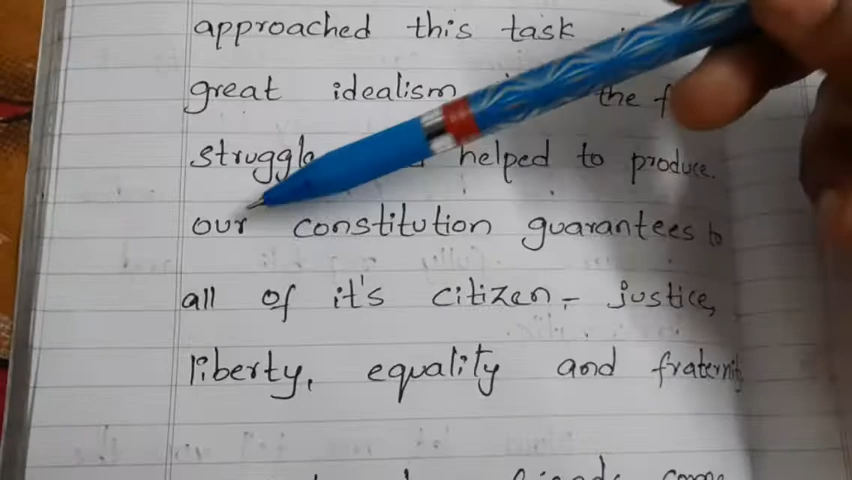 approached this task
great idealism the
helped to produce.
our constitution guarantees to
all of it's citizen - justice,
liberty, equality and fraternity